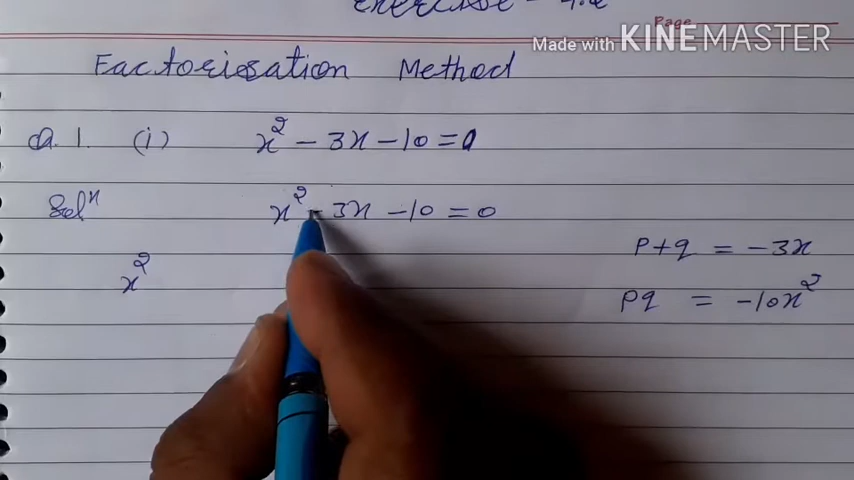 Page
Made with KINEMASTER
Factorisation Method
Q. 1. (i) x² - 3x - 10 = 0
Solⁿ x² - 3x - 10 = 0
p+q = -3x
x²
pq = -10x²